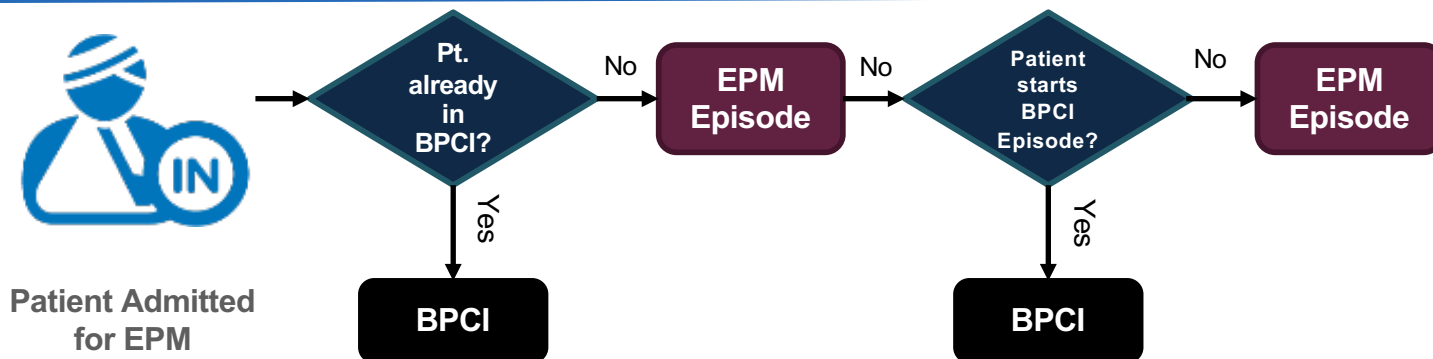 IN
Patient Admitted
for EPM
Pt.
already
in
BPCI?
No
Yes
BPCI
EPM
Episode
No
Patient
starts
BPCI
Episode?
No
Yes
BPCI
EPM
Episode